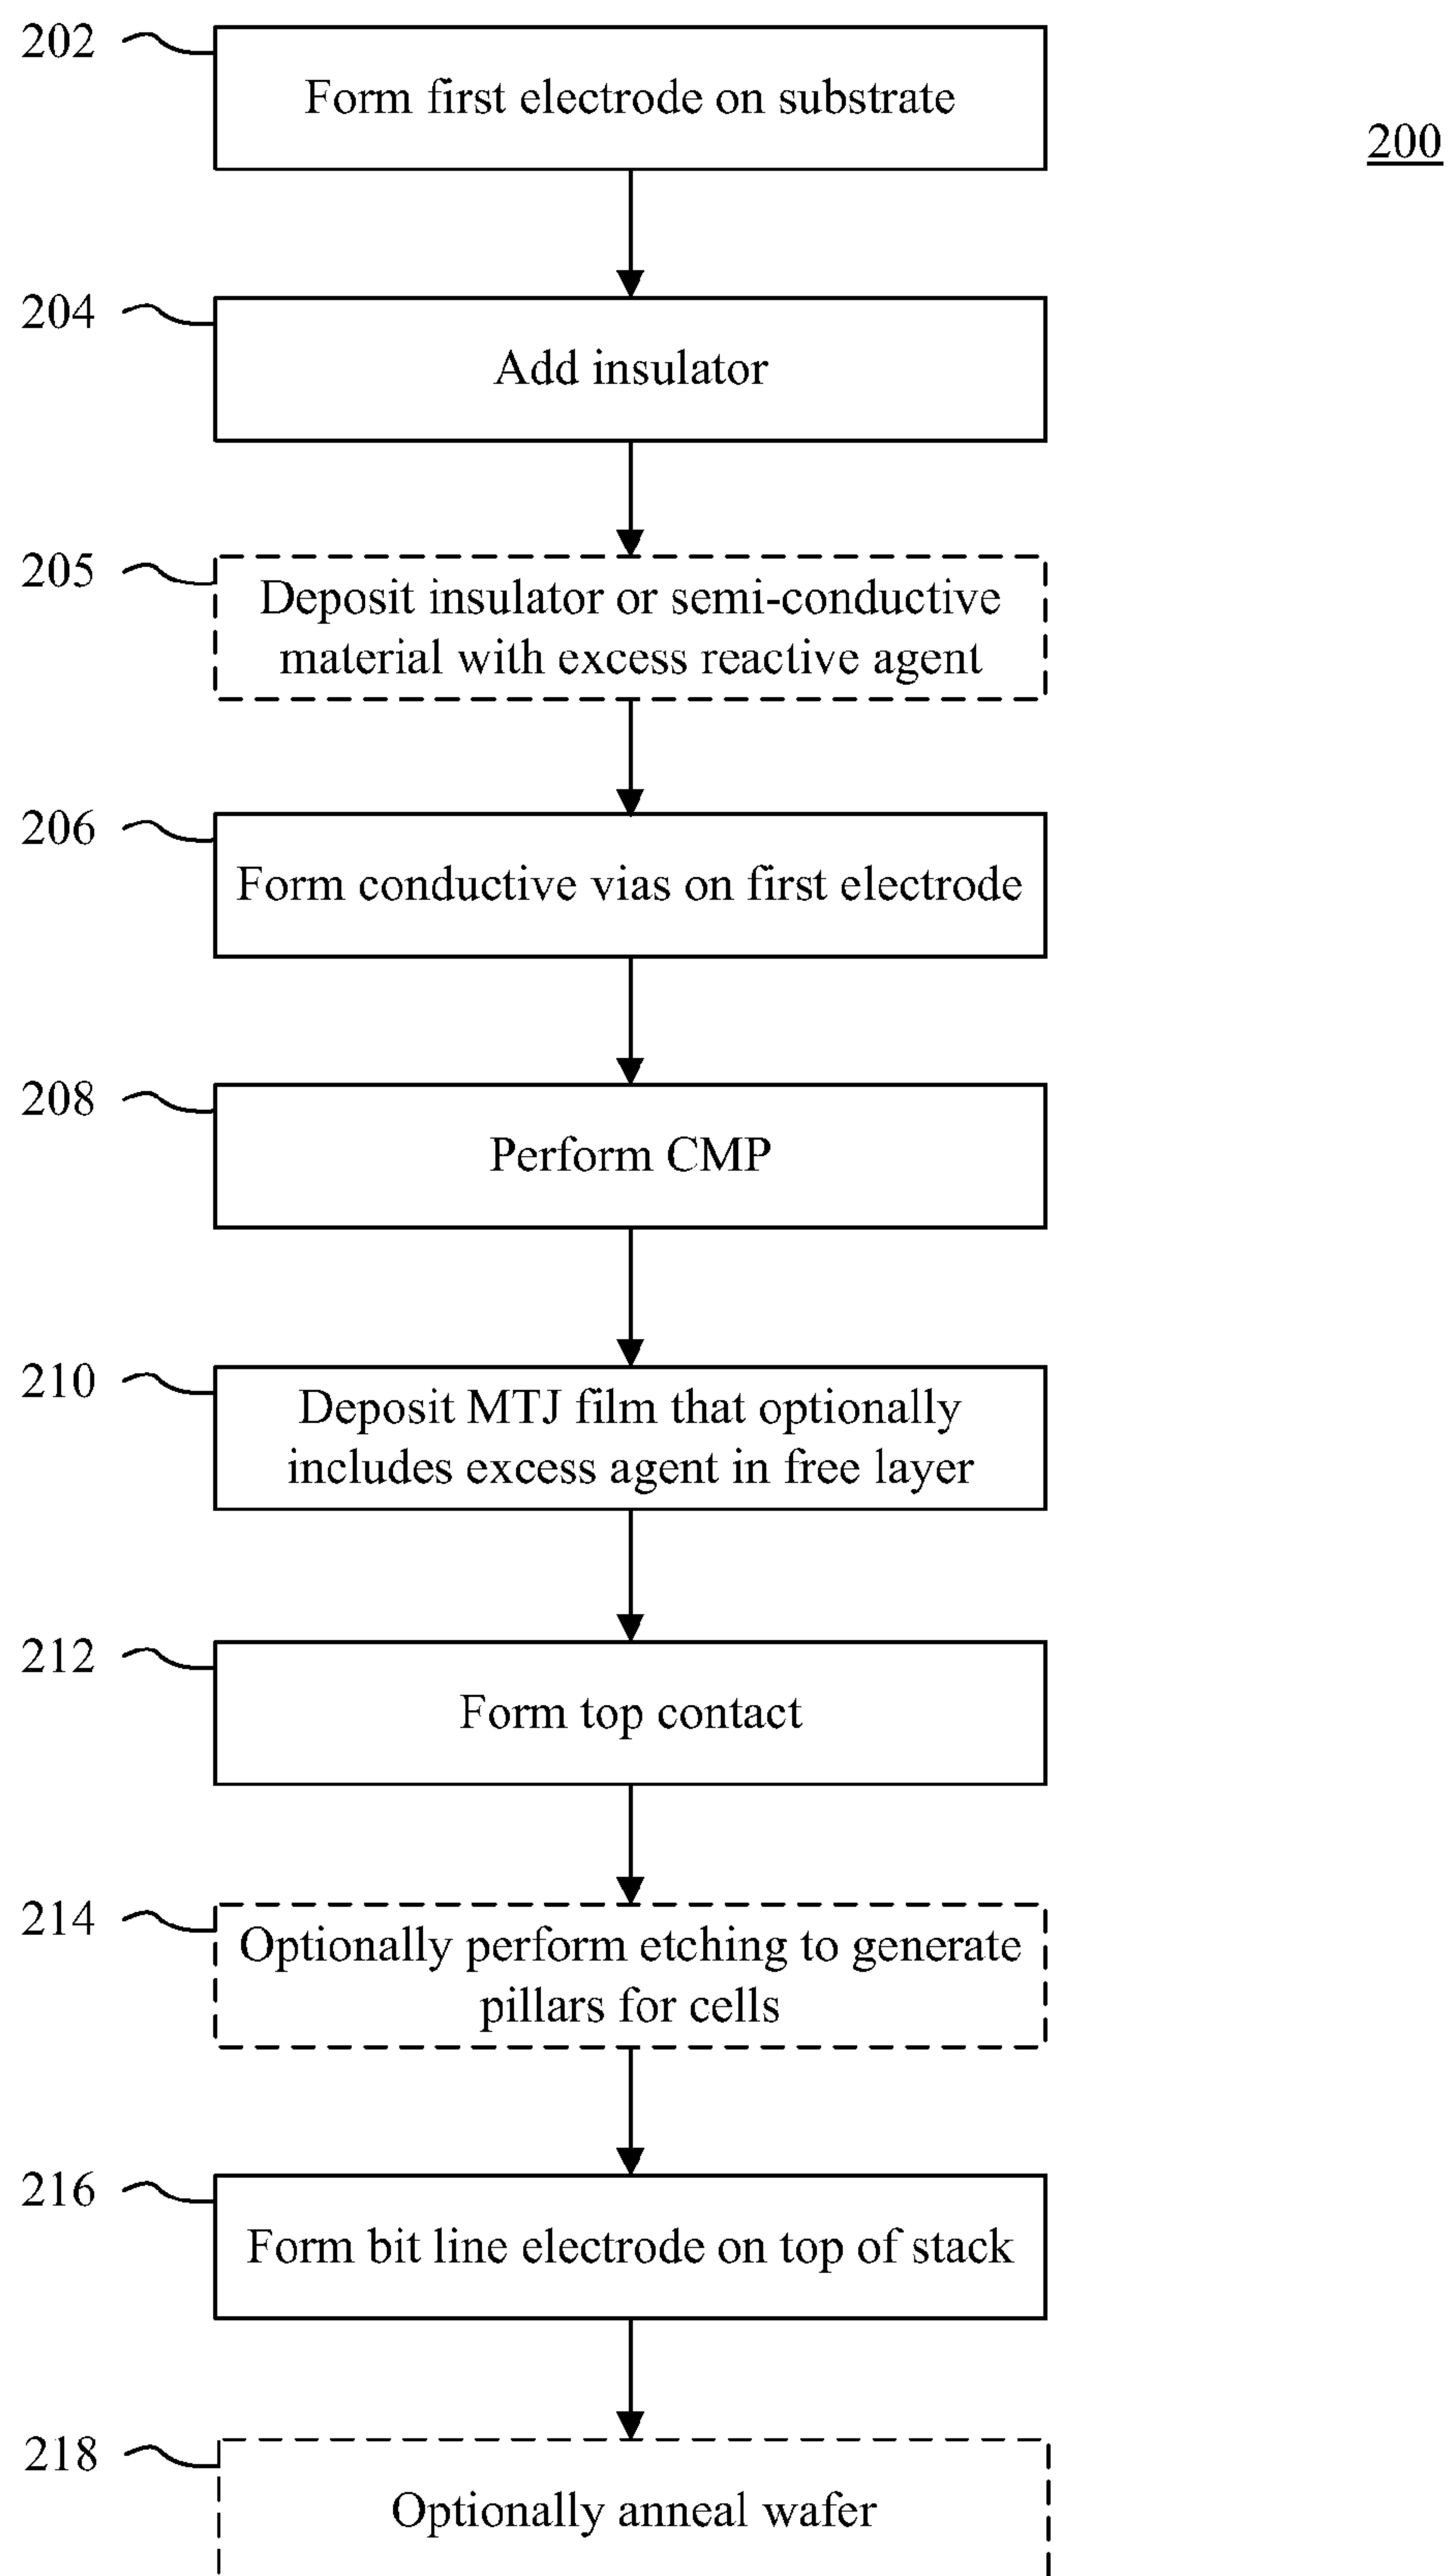 202
Form first electrode on substrate
200
204
Add insulator
205
Deposit insulator or semi-conductive
material with excess reactive agent
206
Form conductive vias on first electrode
208
Perform CMP
210
Deposit MTJ film that optionally
includes excess agent in free layer
212
Form top contact
214
Optionally perform etching to generate
pillars for cells
216
Form bit line electrode on top of stack
218
Optionally anneal wafer